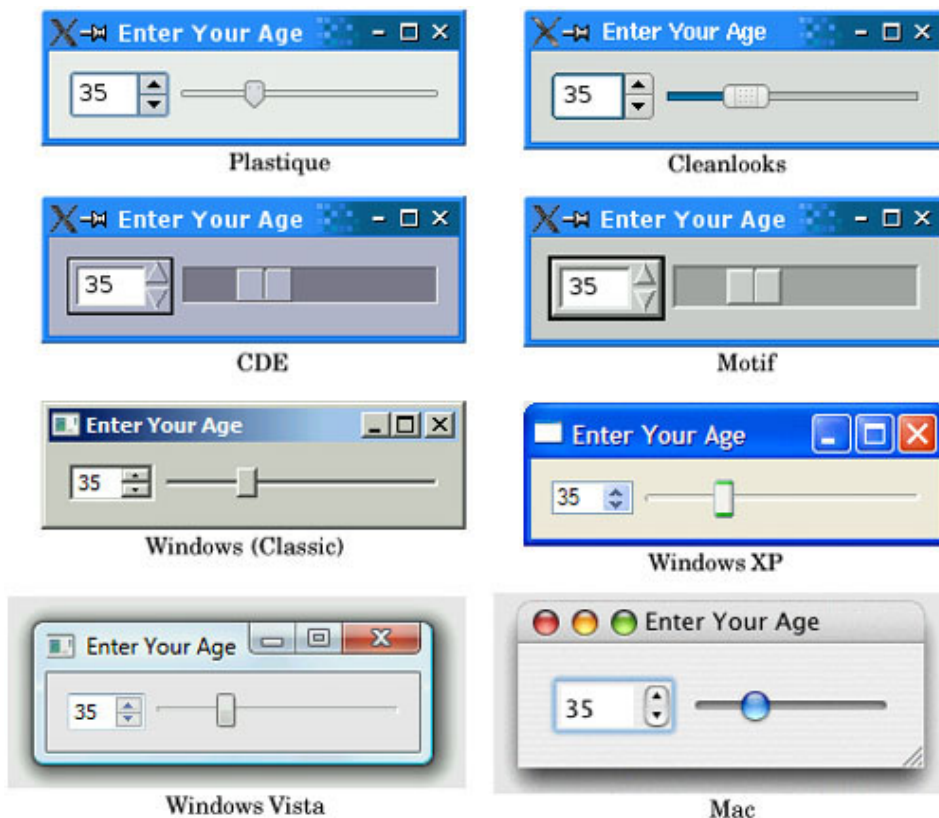 Enter Your Age
35
Plastique
Enter Your Age
35
Cleanlooks
Enter Your Age
35
CDE
Enter Your Age
35
Motif
Enter Your Age
35
Windows (Classic)
Enter Your Age
35
Windows XP
Enter Your Age
35
Windows Vista
Enter Your Age
35
Mac